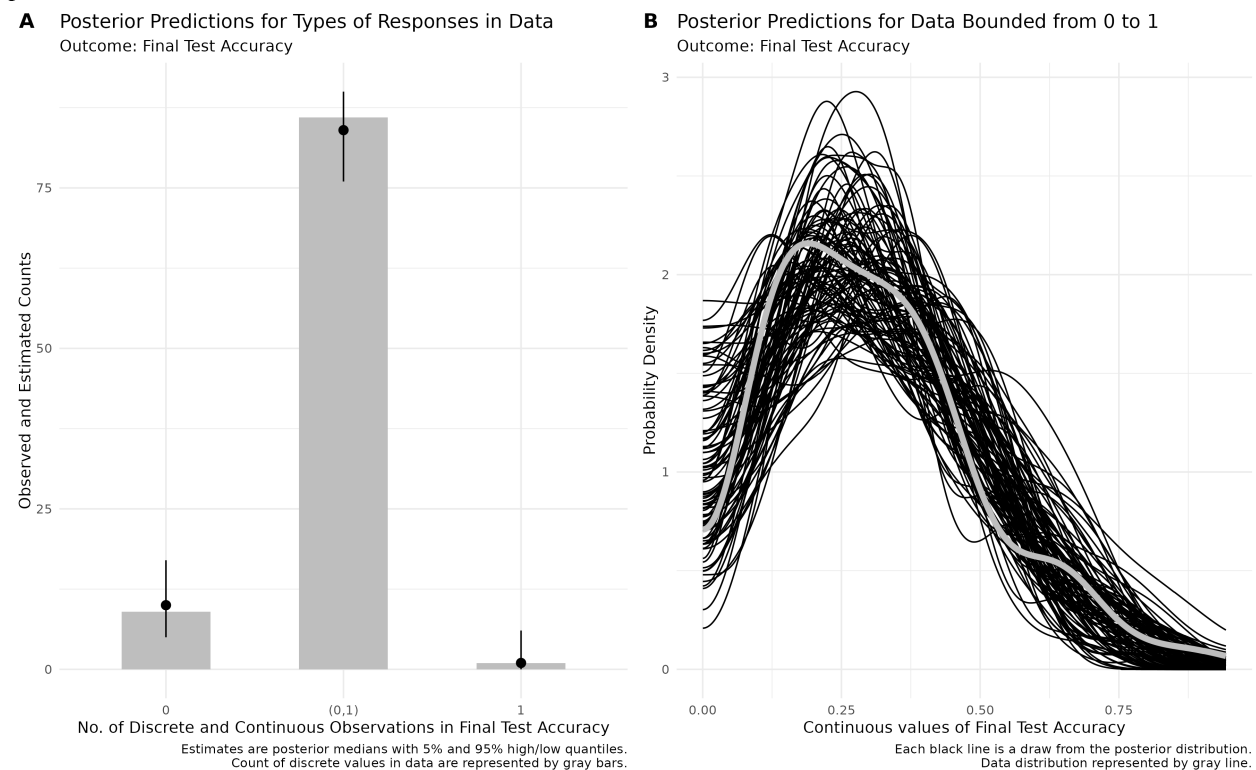 A
Posterior Predictions for Types of Responses in Data
Outcome: Final Test Accuracy
Observed and Estimated Counts
75
50
25
0
0
(0,1)
1
No. of Discrete and Continuous Observations in Final Test Accuracy
Estimates are posterior medians with 5% and 95% high/low quantiles.
Count of discrete values in data are represented by gray bars.
B
Posterior Predictions for Data Bounded from 0 to 1
Outcome: Final Test Accuracy
Probability Density
3
2
1
0
0.00
0.25
0.50
0.75
Continuous values of Final Test Accuracy
Each black line is a draw from the posterior distribution.
Data distribution represented by gray line.